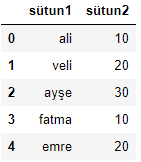 sütun1 sütun2
0 ali 10
1 veli 20
2 ayşe 30
3 fatma 10
4 emre 20